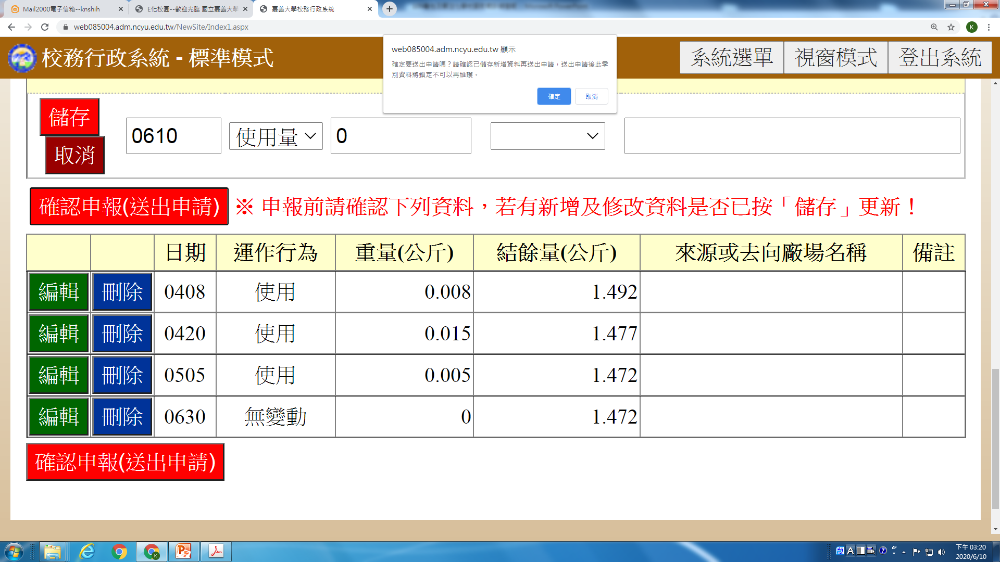 Mail2000電子信箱--knshih
E化校園--歡迎光臨 國立嘉義大學
嘉義大學校務行政系統
web085004.adm.ncyu.edu.tw/NewSite/Index1.aspx
K
校務行政系統 - 標準模式
系統選單
視窗模式
登出系統
web085004.adm.ncyu.edu.tw 顯示
確定要送出申請嗎？請確認已儲存新增資料再送出申請，送出申請後此季
別資料將鎖定不可以再維護。
確定
取消
儲存
取消
0610
使用量
0
確認申報(送出申請)
※ 申報前請確認下列資料，若有新增及修改資料是否已按「儲存」更新！
日期 運作行為 重量(公斤) 結餘量(公斤) 來源或去向廠場名稱 備註
編輯 刪除 0408 使用 0.008 1.492
編輯 刪除 0420 使用 0.015 1.477
編輯 刪除 0505 使用 0.005 1.472
編輯 刪除 0630 無變動 0 1.472
確認申報(送出申請)
下午 03:20
2020/6/10